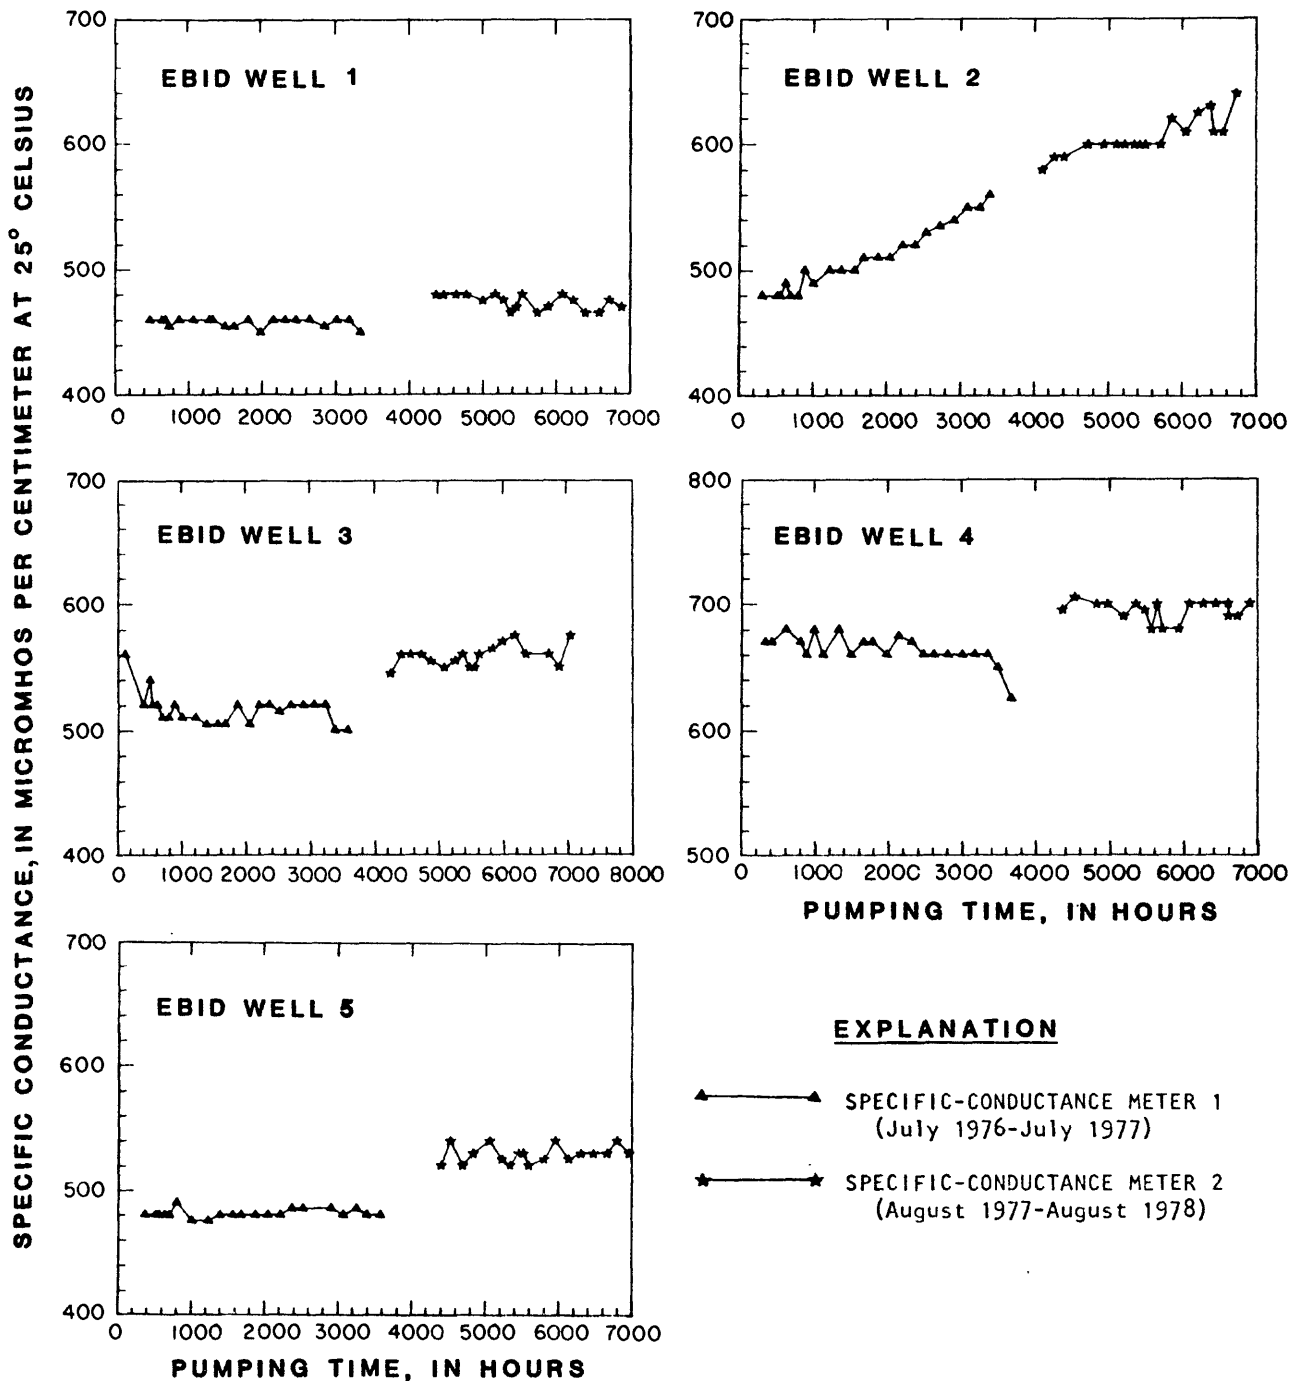 SPECIFIC CONDUCTANCE, IN MICROMHOS PER CENTIMETER AT 25° CELSIUS
EBID WELL 1
700
600
500
400
0 1000 2000 3000 4000 5000 6000 7000
EBID WELL 2
700
600
500
400
0 1000 2000 3000 4000 5000 6000 7000
EBID WELL 3
700
600
500
400
0 1000 2000 3000 4000 5000 6000 7000 8000
EBID WELL 4
800
700
600
500
0 1000 2000 3000 4000 5000 6000 7000
PUMPING TIME, IN HOURS
EBID WELL 5
700
600
500
400
0 1000 2000 3000 4000 5000 6000 7000
PUMPING TIME, IN HOURS
EXPLANATION
SPECIFIC-CONDUCTANCE METER 1
(July 1976-July 1977)
SPECIFIC-CONDUCTANCE METER 2
(August 1977-August 1978)